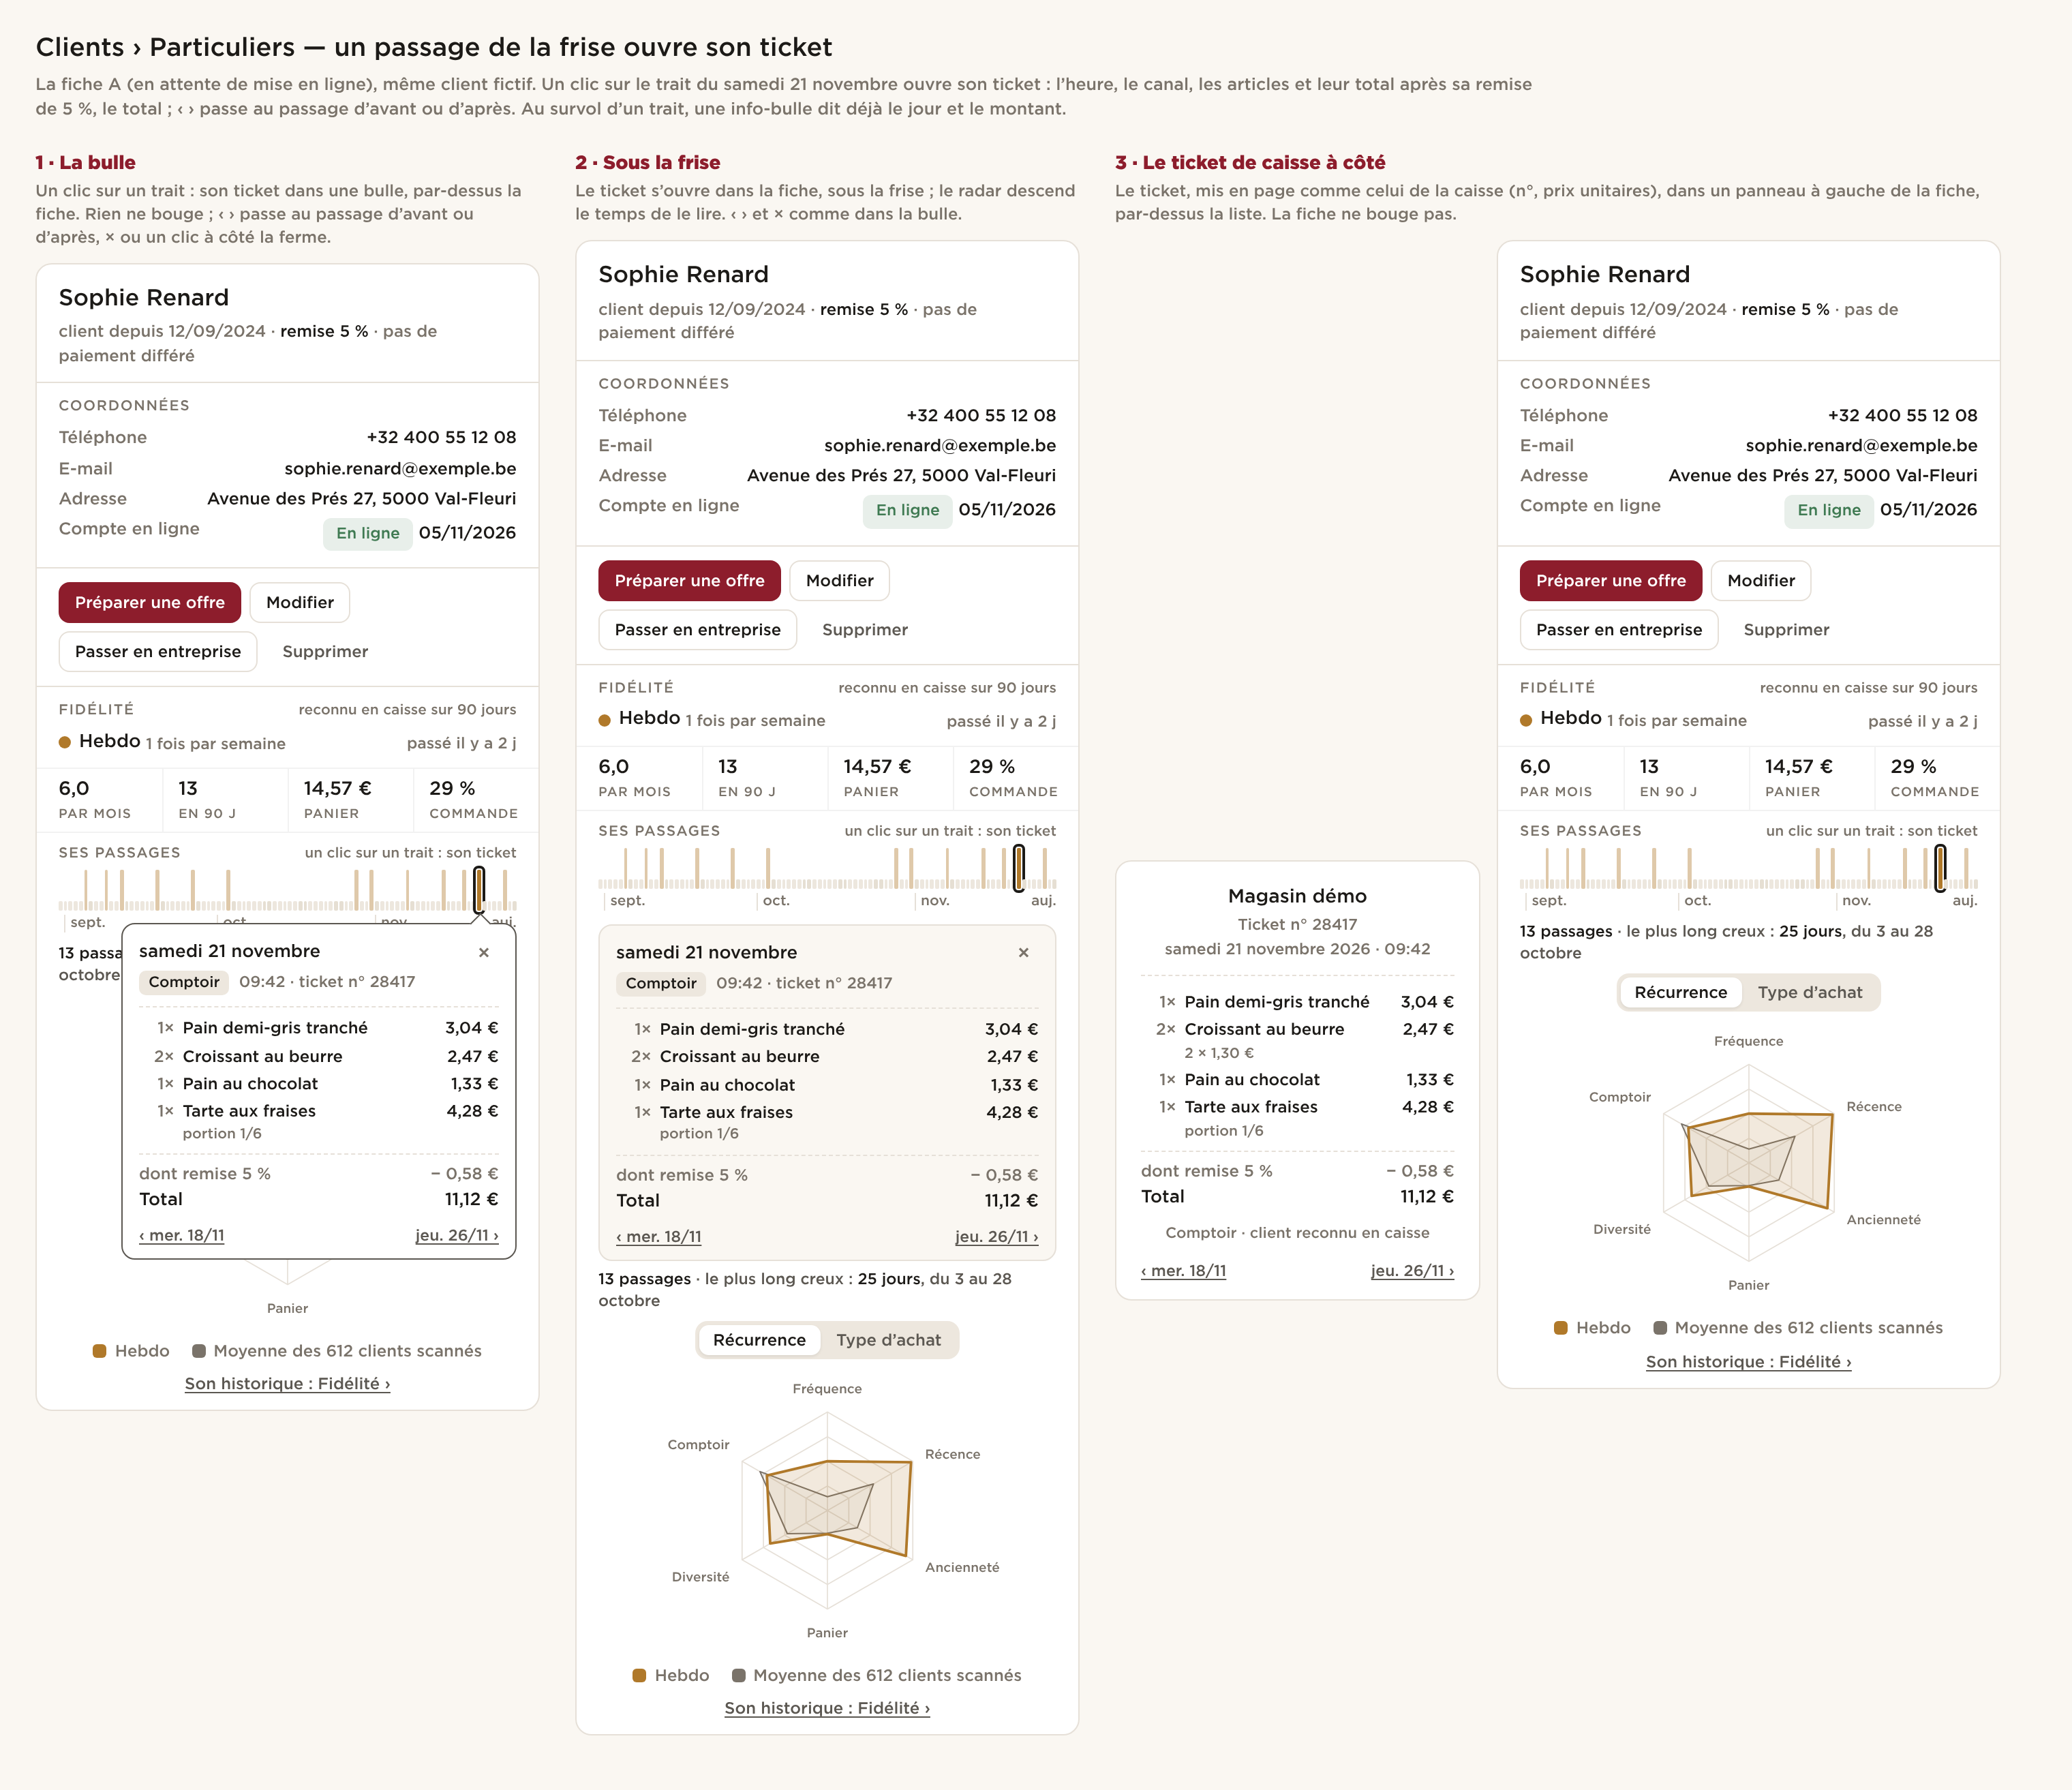 Clients › Particuliers — un passage de la frise ouvre son ticket
La fiche A (en attente de mise en ligne), même client fictif. Un clic sur le trait du samedi 21 novembre ouvre son ticket : l’heure, le canal, les articles et leur total après sa remise
de 5 %, le total ; ‹ › passe au passage d’avant ou d’après. Au survol d’un trait, une info-bulle dit déjà le jour et le montant.
1 · La bulle
Un clic sur un trait : son ticket dans une bulle, par-dessus la
fiche. Rien ne bouge ; ‹ › passe au passage d’avant ou
d’après, × ou un clic à côté la ferme.
Sophie Renard
client depuis 12/09/2024 · remise 5 % · pas de
paiement différé
COORDONNÉES
Téléphone +32 400 55 12 08
E-mail sophie.renard@exemple.be
Adresse Avenue des Prés 27, 5000 Val-Fleuri
Compte en ligne En ligne 05/11/2026
Préparer une offre Modifier
Passer en entreprise Supprimer
FIDÉLITÉ reconnu en caisse sur 90 jours
Hebdo 1 fois par semaine passé il y a 2 j
6,0 13 14,57 € 29 %
PAR MOIS EN 90 J PANIER COMMANDE
SES PASSAGES un clic sur un trait : son ticket
sept. oct. nov. auj.
13 passa
octobre
samedi 21 novembre ×
Comptoir 09:42 · ticket n° 28417
1× Pain demi-gris tranché 3,04 €
2× Croissant au beurre 2,47 €
1× Pain au chocolat 1,33 €
1× Tarte aux fraises 4,28 €
portion 1/6
dont remise 5 % − 0,58 €
Total 11,12 €
‹ mer. 18/11 jeu. 26/11 ›
Panier
Hebdo Moyenne des 612 clients scannés
Son historique : Fidélité ›
2 · Sous la frise
Le ticket s’ouvre dans la fiche, sous la frise ; le radar descend
le temps de le lire. ‹ › et × comme dans la bulle.
Sophie Renard
client depuis 12/09/2024 · remise 5 % · pas de
paiement différé
COORDONNÉES
Téléphone +32 400 55 12 08
E-mail sophie.renard@exemple.be
Adresse Avenue des Prés 27, 5000 Val-Fleuri
Compte en ligne En ligne 05/11/2026
Préparer une offre Modifier
Passer en entreprise Supprimer
FIDÉLITÉ reconnu en caisse sur 90 jours
Hebdo 1 fois par semaine passé il y a 2 j
6,0 13 14,57 € 29 %
PAR MOIS EN 90 J PANIER COMMANDE
SES PASSAGES un clic sur un trait : son ticket
sept. oct. nov. auj.
samedi 21 novembre ×
Comptoir 09:42 · ticket n° 28417
1× Pain demi-gris tranché 3,04 €
2× Croissant au beurre 2,47 €
1× Pain au chocolat 1,33 €
1× Tarte aux fraises 4,28 €
portion 1/6
dont remise 5 % − 0,58 €
Total 11,12 €
‹ mer. 18/11 jeu. 26/11 ›
13 passages · le plus long creux : 25 jours, du 3 au 28
octobre
Récurrence Type d’achat
Fréquence
Comptoir Récence
Diversité Ancienneté
Panier
Hebdo Moyenne des 612 clients scannés
Son historique : Fidélité ›
3 · Le ticket de caisse à côté
Le ticket, mis en page comme celui de la caisse (n°, prix unitaires), dans un panneau à gauche de la fiche,
par-dessus la liste. La fiche ne bouge pas.
Magasin démo
Ticket n° 28417
samedi 21 novembre 2026 · 09:42
1× Pain demi-gris tranché 3,04 €
2× Croissant au beurre 2,47 €
2 × 1,30 €
1× Pain au chocolat 1,33 €
1× Tarte aux fraises 4,28 €
portion 1/6
dont remise 5 % − 0,58 €
Total 11,12 €
Comptoir · client reconnu en caisse
‹ mer. 18/11 jeu. 26/11 ›
Sophie Renard
client depuis 12/09/2024 · remise 5 % · pas de
paiement différé
COORDONNÉES
Téléphone +32 400 55 12 08
E-mail sophie.renard@exemple.be
Adresse Avenue des Prés 27, 5000 Val-Fleuri
Compte en ligne En ligne 05/11/2026
Préparer une offre Modifier
Passer en entreprise Supprimer
FIDÉLITÉ reconnu en caisse sur 90 jours
Hebdo 1 fois par semaine passé il y a 2 j
6,0 13 14,57 € 29 %
PAR MOIS EN 90 J PANIER COMMANDE
SES PASSAGES un clic sur un trait : son ticket
sept. oct. nov. auj.
13 passages · le plus long creux : 25 jours, du 3 au 28
octobre
Récurrence Type d’achat
Fréquence
Comptoir Récence
Diversité Ancienneté
Panier
Hebdo Moyenne des 612 clients scannés
Son historique : Fidélité ›